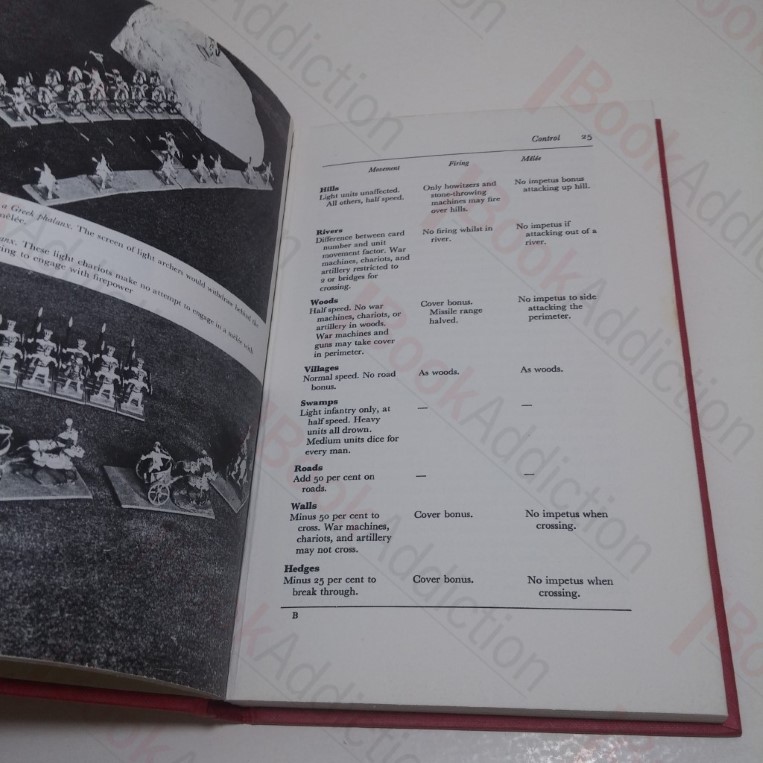 a Greek phalanx. The screen of light archers would withdraw behind the
mêlée.
These light chariots make no attempt to engage in a mêlée with
to engage with firepower
Control 25
Movement Firing Mêlée
Hills
Light units unaffected.
All others, half speed.
Only howitzers and
stone-throwing
machines may fire
over hills.
No impetus bonus
attacking up hill.
Rivers
Difference between card
number and unit
movement factor. War
machines, chariots, and
artillery restricted to
or bridges for
crossing.
No firing whilst in
river.
No impetus if
attacking out of a
river.
Woods
Half speed. No war
machines, chariots, or
artillery in woods.
War machines and
guns may take cover
in perimeter.
Cover bonus.
Missile range
halved.
No impetus to side
attacking the
perimeter.
Villages
Normal speed. No road
bonus.
As woods.
As woods.
Swamps
Light infantry only, at
half speed. Heavy
units all drown.
Medium units dice for
every man.
—
—
Roads
Add 50 per cent on
roads.
—
—
Walls
Minus 50 per cent to
cross. War machines,
chariots, and artillery
may not cross.
Cover bonus.
No impetus when
crossing.
Hedges
Minus 25 per cent to
break through.
Cover bonus.
No impetus when
crossing.
B
BookAddiction